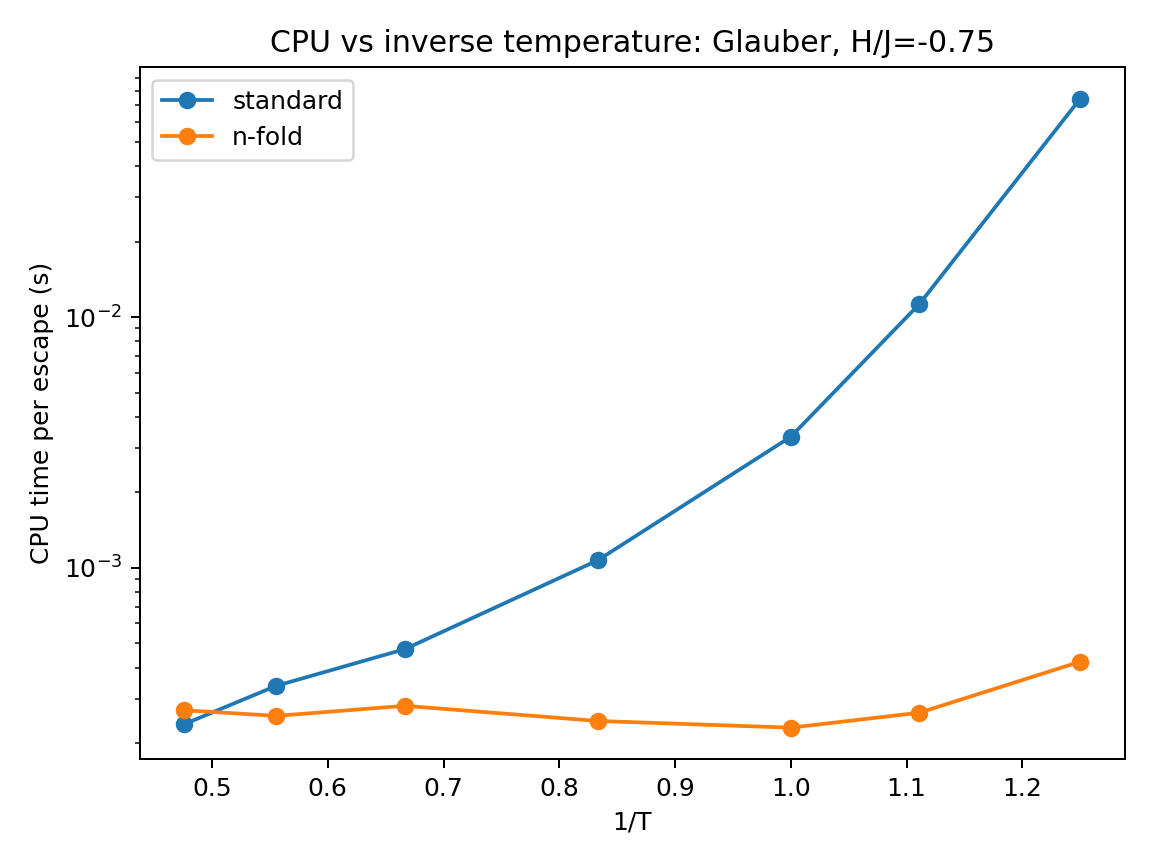 CPU vs inverse temperature: Glauber, H/J=-0.75
standard
n-fold
CPU time per escape (s)
10⁻²
10⁻³
0.5 0.6 0.7 0.8 0.9 1.0 1.1 1.2
1/T